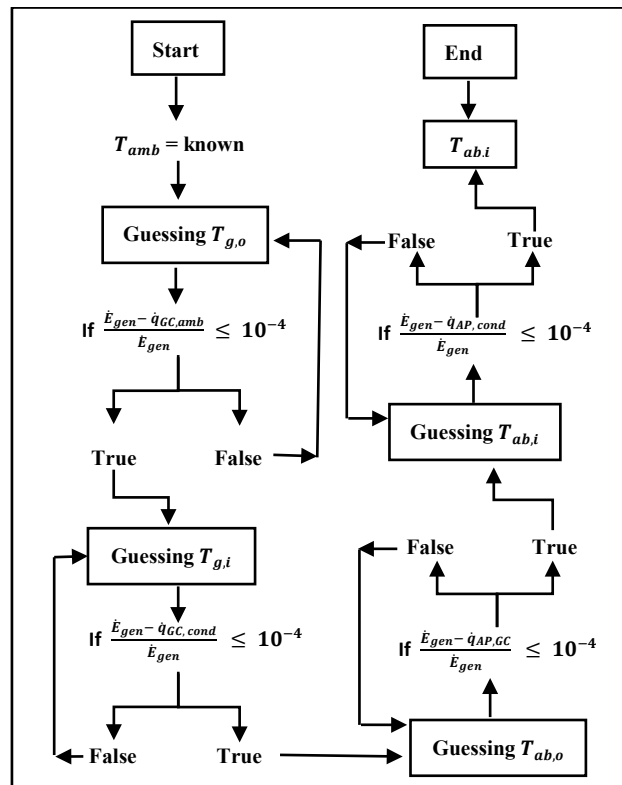 Start
T_amb = known
Guessing T_g,o
If (Ė_gen − q̇_GC,amb)/Ė_gen ≤ 10^−4
True False
Guessing T_g,i
If (Ė_gen − q̇_GC,cond)/Ė_gen ≤ 10^−4
False True
Guessing T_ab,o
If (Ė_gen − q̇_AP,GC)/Ė_gen ≤ 10^−4
False True
Guessing T_ab,i
If (Ė_gen − q̇_AP,cond)/Ė_gen ≤ 10^−4
False True
T_ab,i
End